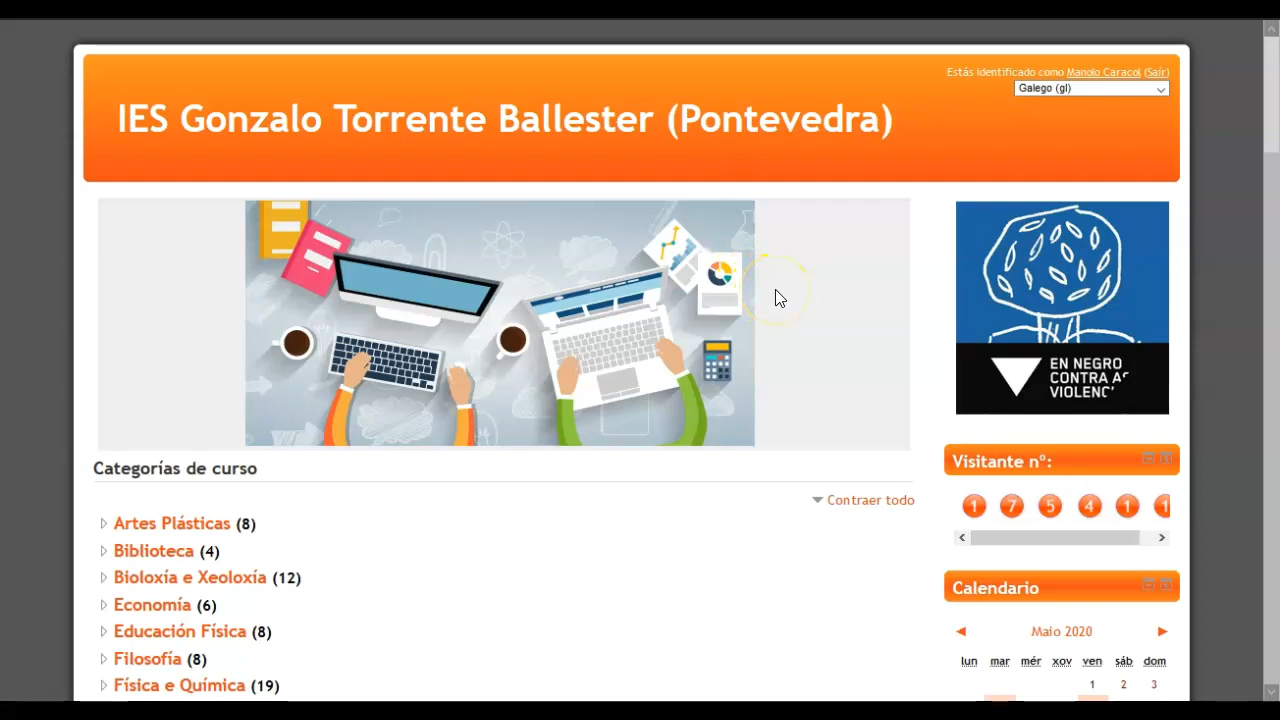 Estás identificado como Manolo Caracol (Saír)
Galego (gl)
IES Gonzalo Torrente Ballester (Pontevedra)
EN NEGRO
CONTRA AS
VIOLENC
Categorías de curso
Visitante nº:
Contraer todo
1 7 5 4 1 1
Artes Plásticas (8)
Biblioteca (4)
Bioloxía e Xeoloxía (12)
Economía (6)
Educación Física (8)
Filosofía (8)
Física e Química (19)
Calendario
Maio 2020
lun mar mér xov ven sáb dom
1 2 3